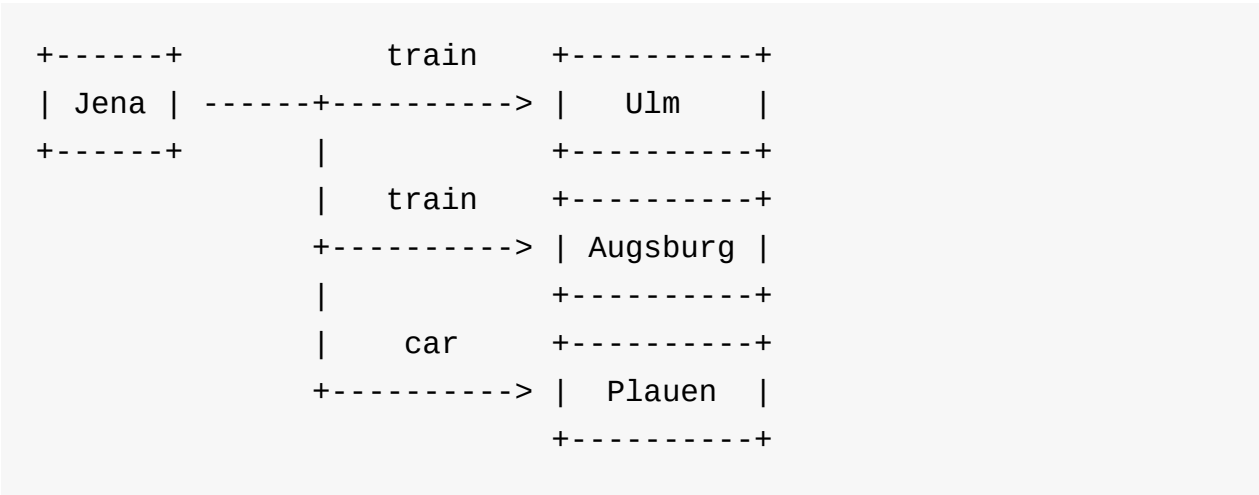 +------+           train    +----------+
| Jena | ------+----------> |   Ulm    |
+------+       |            +----------+
               |   train    +----------+
               +----------> | Augsburg |
               |            +----------+
               |    car     +----------+
               +----------> |  Plauen  |
                            +----------+